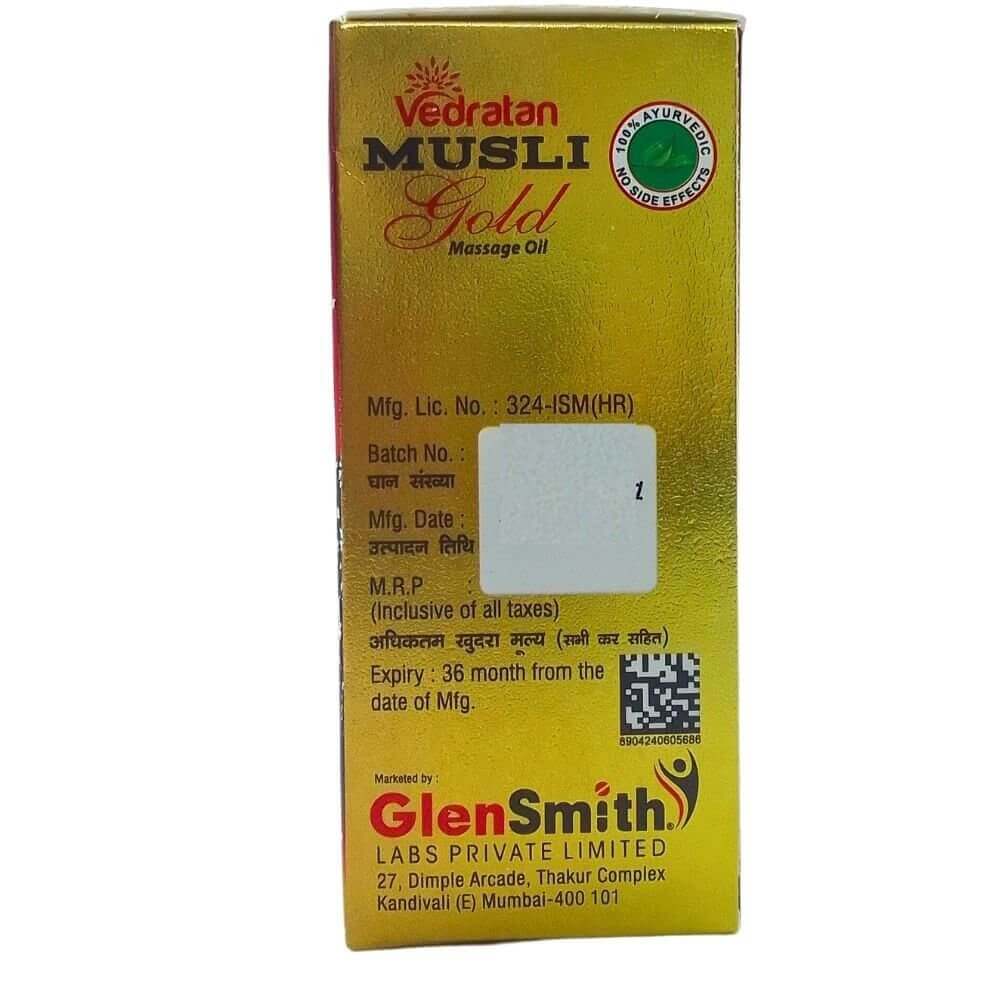 Vedratan
MUSLI
Gold
Massage Oil
100% AYURVEDIC
NO SIDE EFFECTS
Mfg. Lic. No. : 324-ISM(HR)
Batch No. :
घान संख्या
Mfg. Date :
उत्पादन तिथि
M.R.P :
(Inclusive of all taxes)
अधिकतम खुदरा मूल्य (सभी कर सहित)
Expiry : 36 month from the
date of Mfg.
8904240605686
Marketed by :
GlenSmith®
LABS PRIVATE LIMITED
27, Dimple Arcade, Thakur Complex
Kandivali (E) Mumbai-400 101